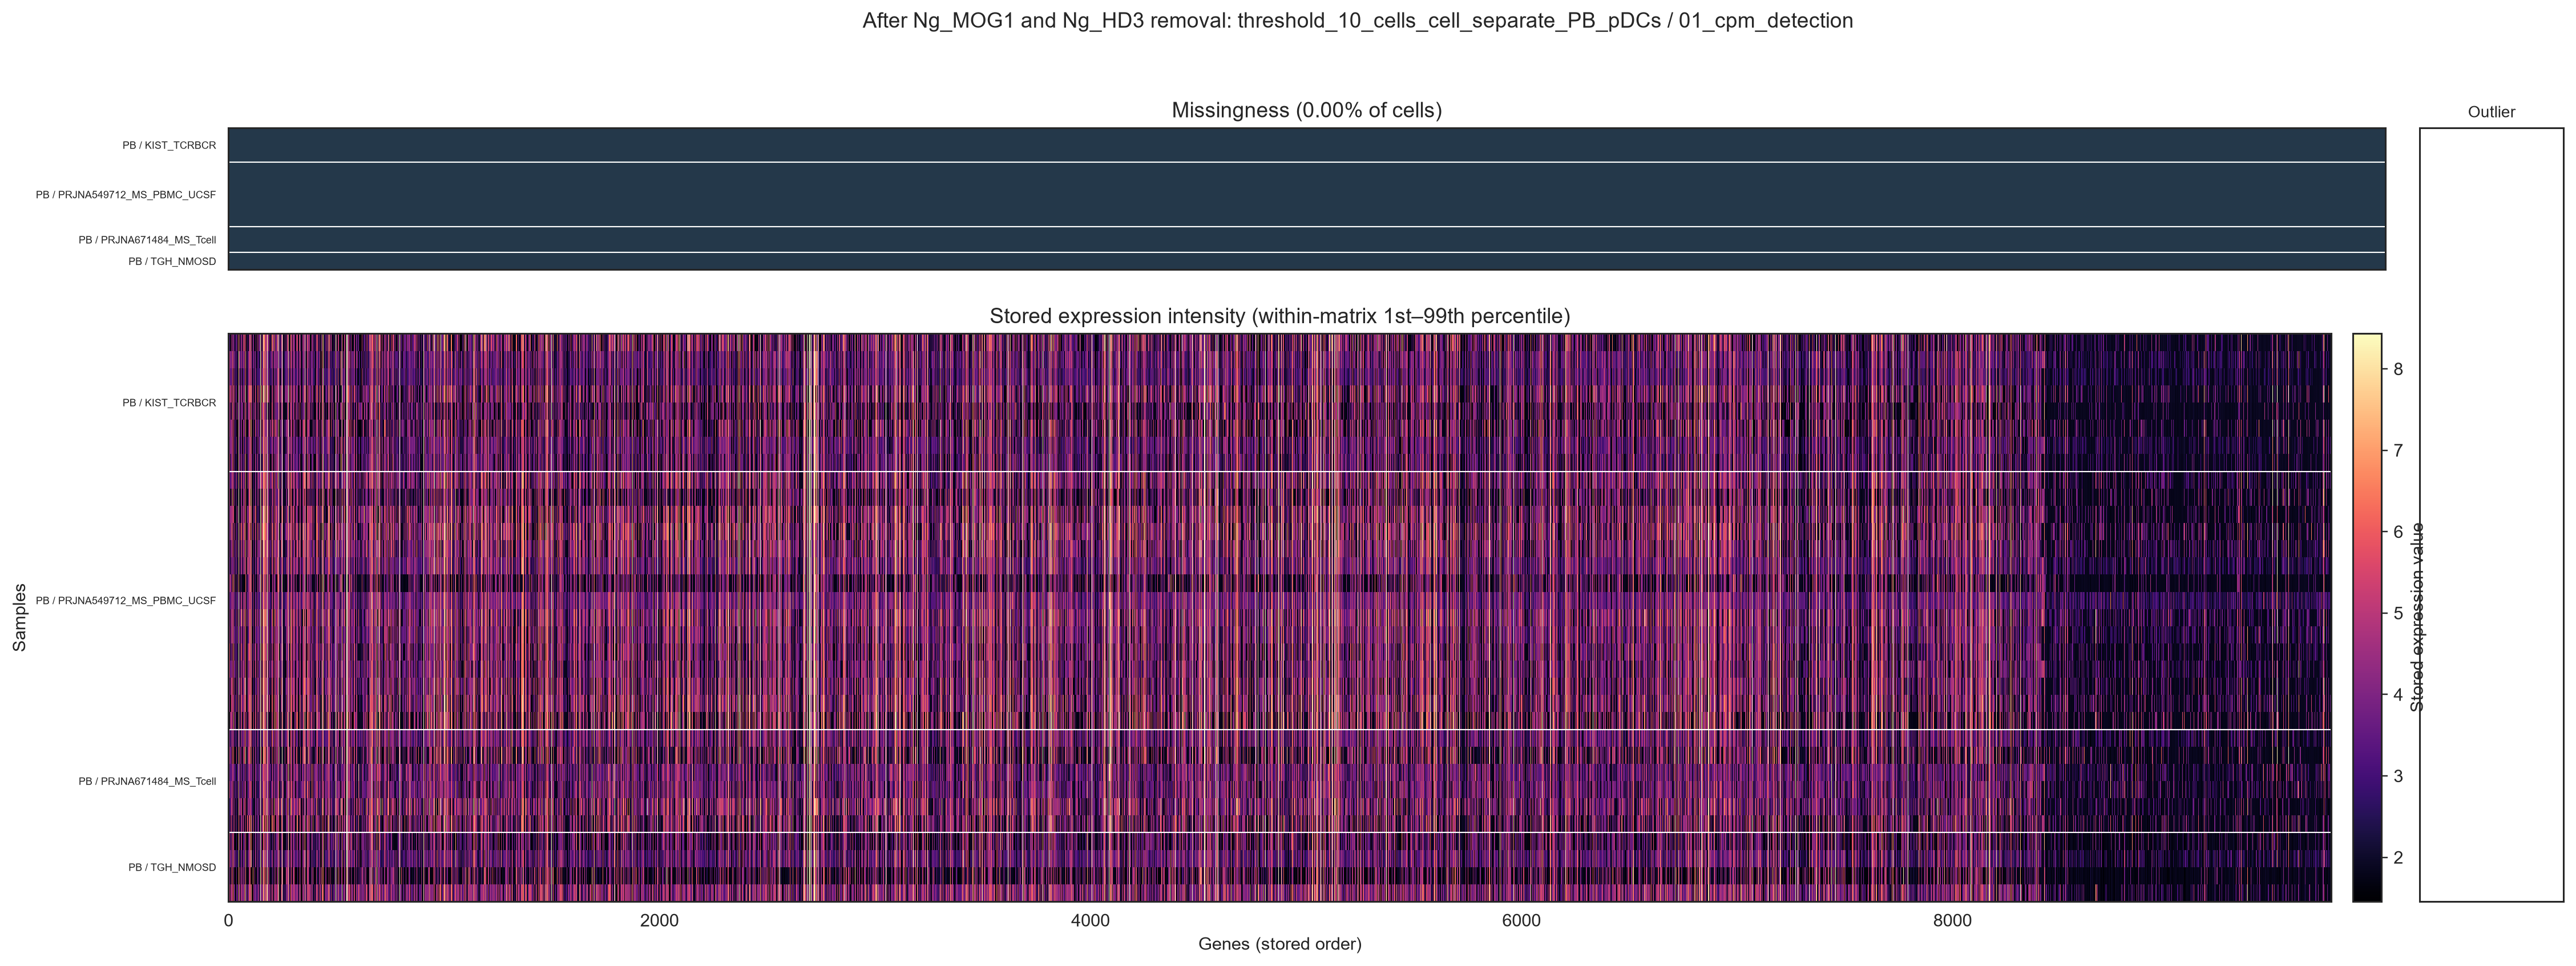 After Ng_MOG1 and Ng_HD3 removal: threshold_10_cells_cell_separate_PB_pDCs / 01_cpm_detection
Missingness (0.00% of cells)
Outlier
PB / KIST_TCRBCR
PB / PRJNA549712_MS_PBMC_UCSF
PB / PRJNA671484_MS_Tcell
PB / TGH_NMOSD
Stored expression intensity (within-matrix 1st–99th percentile)
Samples
PB / KIST_TCRBCR
PB / PRJNA549712_MS_PBMC_UCSF
PB / PRJNA671484_MS_Tcell
PB / TGH_NMOSD
8
7
6
5
4
3
2
Stored expression value
0 2000 4000 6000 8000
Genes (stored order)